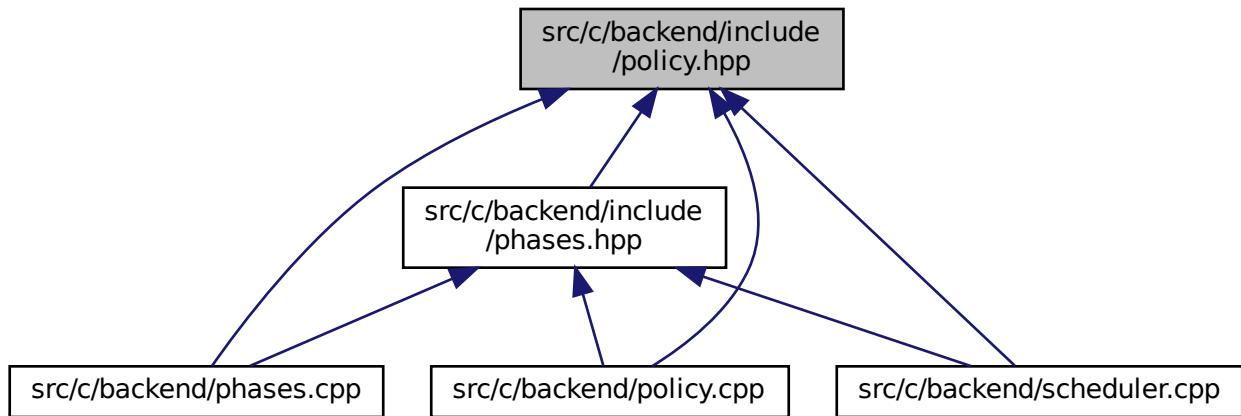 src/c/backend/include
/policy.hpp
src/c/backend/include
/phases.hpp
src/c/backend/phases.cpp
src/c/backend/policy.cpp
src/c/backend/scheduler.cpp